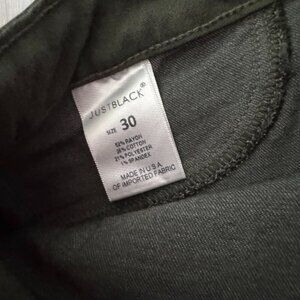 JUSTBLACK®
SIZE 30
52% RAYON
26% COTTON
21% POLYESTER
1% SPANDEX
MADE IN U.S.A
OF IMPORTED FABRIC